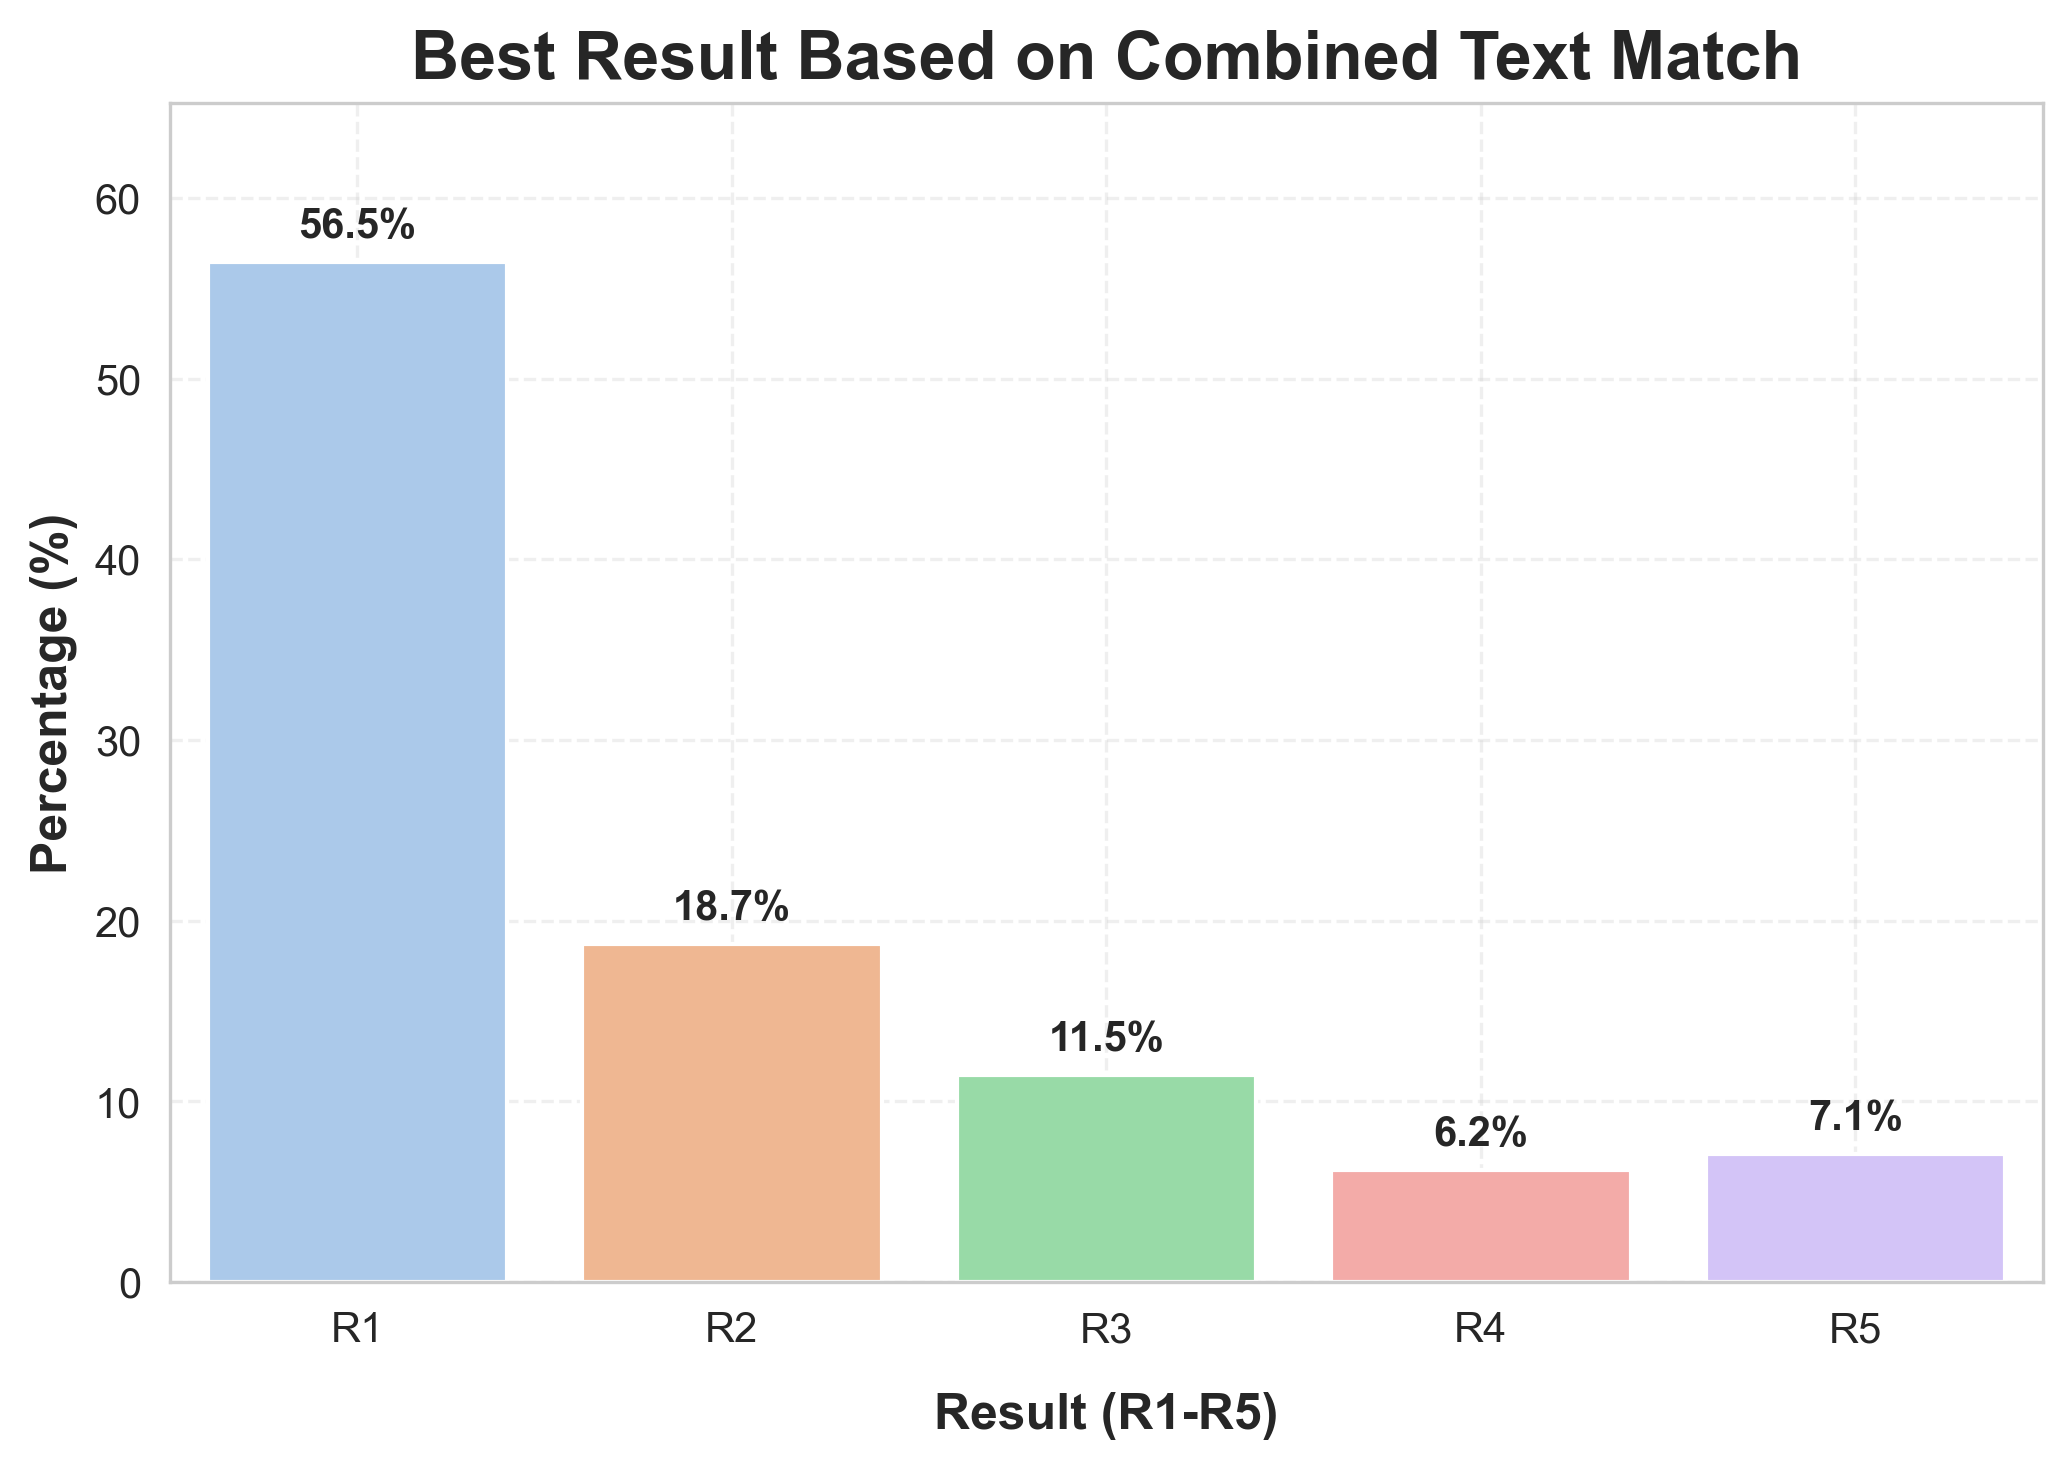 Best Result Based on Combined Text Match
Percentage (%)
60
50
40
30
20
10
0
56.5%
18.7%
11.5%
6.2%
7.1%
R1
R2
R3
R4
R5
Result (R1-R5)